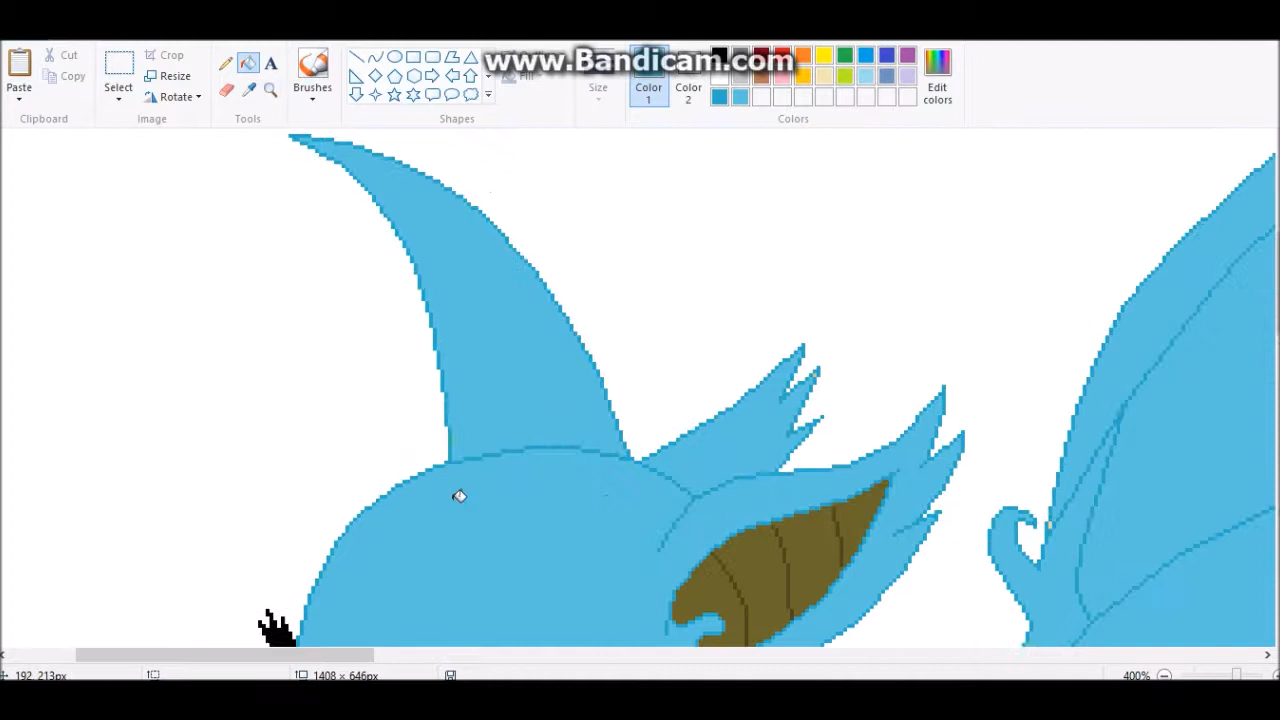 www.Bandicam.com
Cut
Copy
Paste
Clipboard
Select
Crop
Resize
Rotate
Image
A
Tools
Brushes
Fill
Shapes
Size
Color 1
Color 2
Edit colors
Colors
192, 213px
1408 × 646px
400%